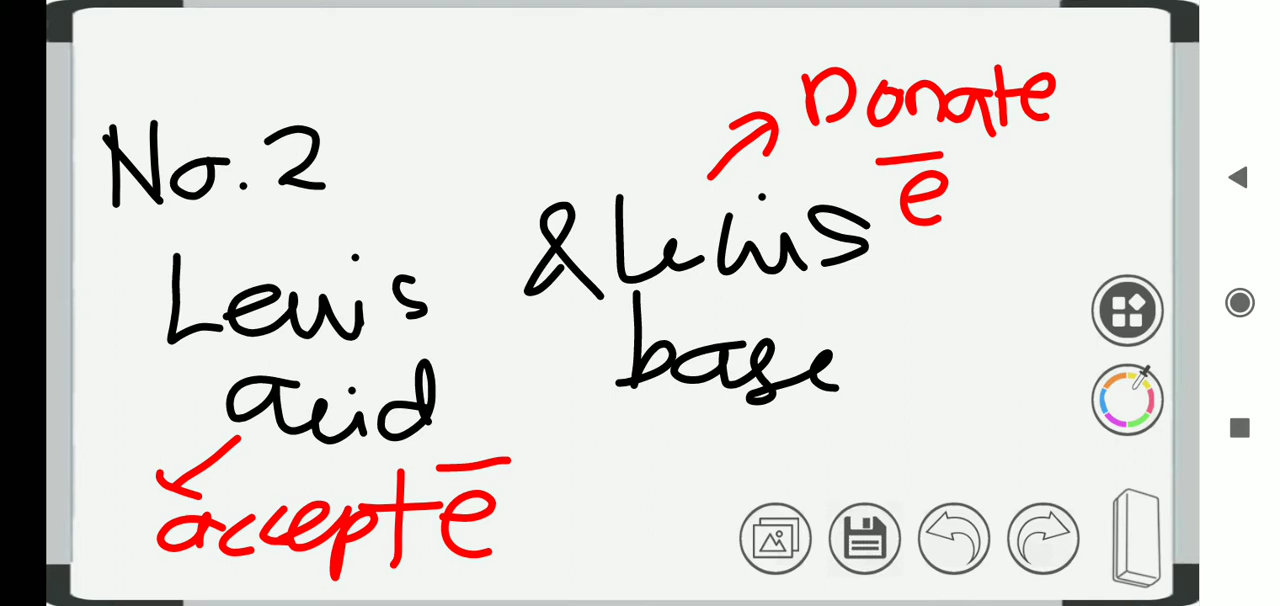 No. 2
Lewis
acid
accept ē
& Lewis
base
Donate
ē